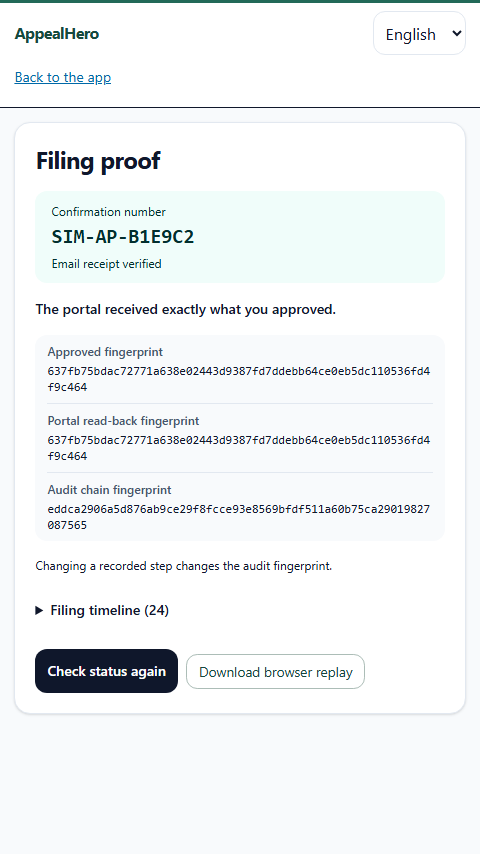 AppealHero
English
Back to the app
Filing proof
Confirmation number
SIM-AP-B1E9C2
Email receipt verified
The portal received exactly what you approved.
Approved fingerprint
637fb75bdac72771a638e02443d9387fd7ddebb64ce0eb5dc110536fd4
f9c464
Portal read-back fingerprint
637fb75bdac72771a638e02443d9387fd7ddebb64ce0eb5dc110536fd4
f9c464
Audit chain fingerprint
eddca2906a5d876ab9ce29f8fcce93e8569bfdf511a60b75ca29019827
087565
Changing a recorded step changes the audit fingerprint.
Filing timeline (24)
Check status again
Download browser replay